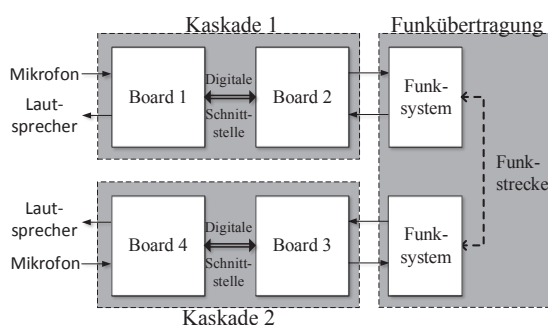 Kaskade 1
Funkübertragung
Mikrofon
Laut-
sprecher
Board 1
Digitale
Schnitt-
stelle
Board 2
Funk-
system
Funk-
strecke
Laut-
sprecher
Mikrofon
Board 4
Digitale
Schnitt-
stelle
Board 3
Funk-
system
Kaskade 2